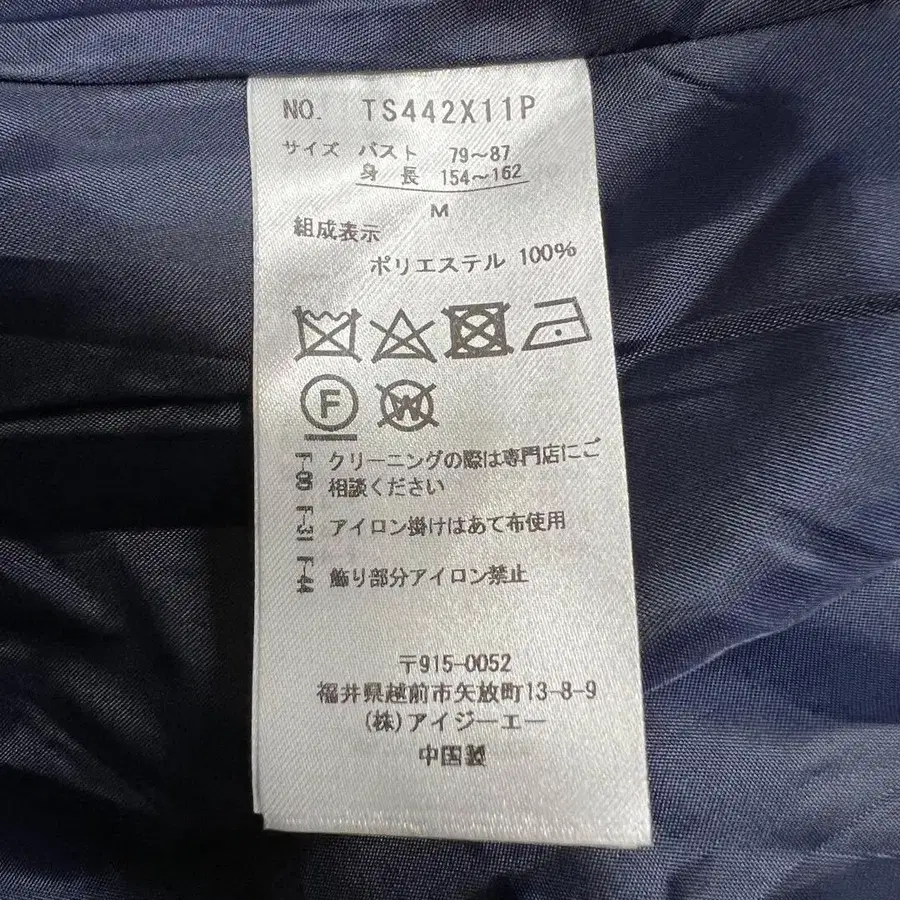 NO. TS442X11P
サイズ バスト 79～87
身 長 154～162
M
組成表示
ポリエステル 100%
F W
F-80 クリーニングの際は専門店にご
相談ください
F-31 アイロン掛けはあて布使用
F-44 飾り部分アイロン禁止
〒915-0052
福井県越前市矢放町13-8-9
(株)アイジーエー
中国製